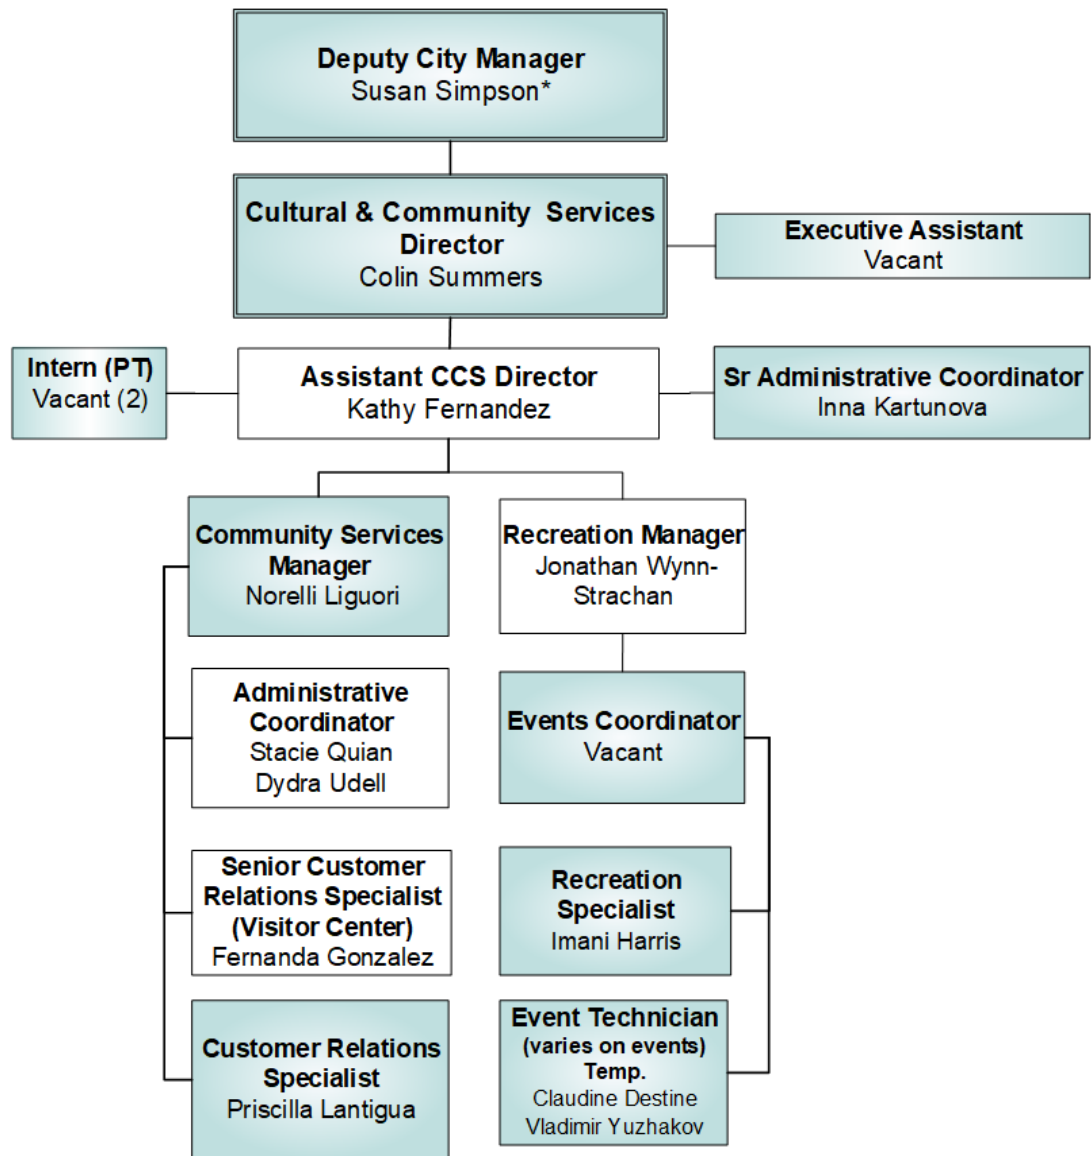 Deputy City Manager
Susan Simpson*
Cultural & Community Services
Director
Colin Summers
Executive Assistant
Vacant
Intern (PT)
Vacant (2)
Assistant CCS Director
Kathy Fernandez
Sr Administrative Coordinator
Inna Kartunova
Community Services
Manager
Norelli Liguori
Recreation Manager
Jonathan Wynn-
Strachan
Administrative
Coordinator
Stacie Quian
Dydra Udell
Events Coordinator
Vacant
Senior Customer
Relations Specialist
(Visitor Center)
Fernanda Gonzalez
Recreation
Specialist
Imani Harris
Customer Relations
Specialist
Priscilla Lantigua
Event Technician
(varies on events)
Temp.
Claudine Destine
Vladimir Yuzhakov